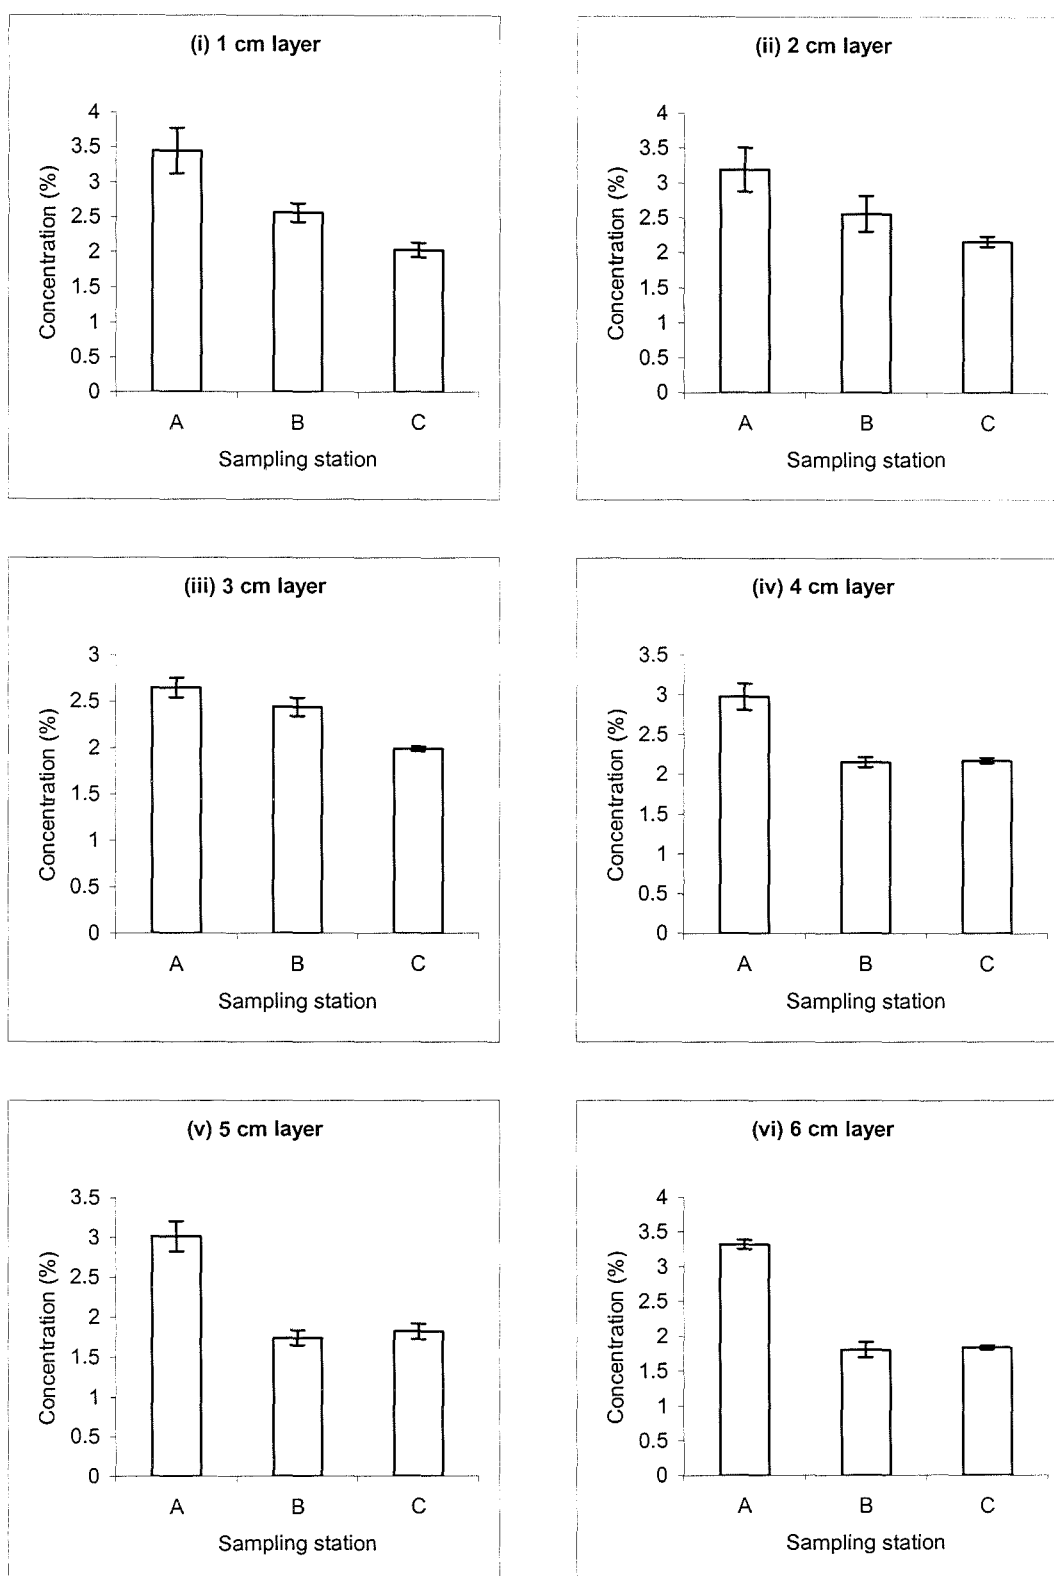 (i) 1 cm layer
4
3.5
3
2.5
2
1.5
1
0.5
0
Concentration (%)
A B C
Sampling station
(ii) 2 cm layer
4
3.5
3
2.5
2
1.5
1
0.5
0
Concentration (%)
A B C
Sampling station
(iii) 3 cm layer
3
2.5
2
1.5
1
0.5
0
Concentration (%)
A B C
Sampling station
(iv) 4 cm layer
3.5
3
2.5
2
1.5
1
0.5
0
Concentration (%)
A B C
Sampling station
(v) 5 cm layer
3.5
3
2.5
2
1.5
1
0.5
0
Concentration (%)
A B C
Sampling station
(vi) 6 cm layer
4
3.5
3
2.5
2
1.5
1
0.5
0
Concentration (%)
A B C
Sampling station